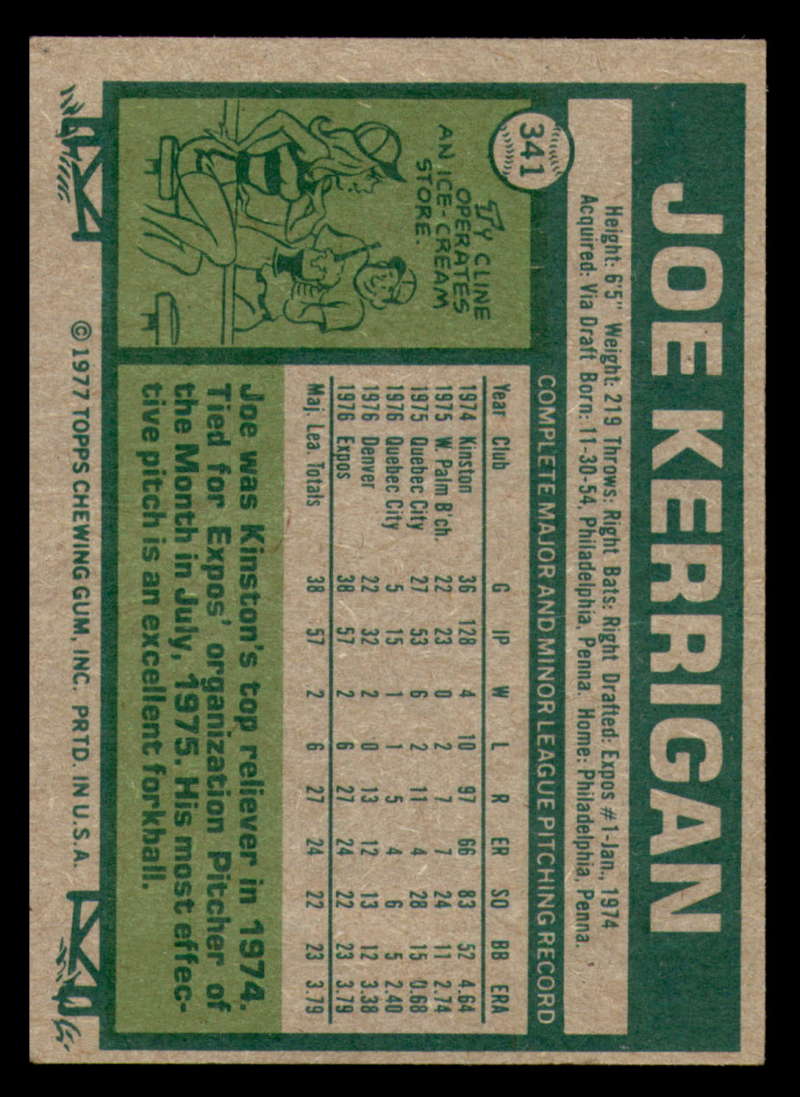 341
JOE KERRIGAN
Height: 6'5" Weight: 219 Throws: Right Bats: Right Drafted: Expos #1-Jan., 1974
Acquired: Via Draft Born: 11-30-54, Philadelphia, Penna. Home: Philadelphia, Penna.
COMPLETE MAJOR AND MINOR LEAGUE PITCHING RECORD
Year Club G IP W L R ER SO BB ERA
1974 Kinston 36 128 4 10 97 66 83 52 4.64
1975 W. Palm B'ch. 22 23 0 2 7 7 24 11 2.74
1975 Quebec City 27 53 6 2 11 4 28 15 0.68
1976 Quebec City 5 15 1 1 5 4 6 5 2.40
1976 Denver 22 32 2 0 13 12 13 12 3.38
1976 Expos 38 57 2 6 27 24 22 23 3.79
Maj. Lea Totals 38 57 2 6 27 24 22 23 3.79
TY CLINE
OPERATES
AN ICE-CREAM
STORE.
Joe was Kinston's top reliever in 1974.
Tied for Expos' organization Pitcher of
the Month in July, 1975. His most effec-
tive pitch is an excellent forkball.
© 1977 TOPPS CHEWING GUM, INC. PRTD. IN U.S.A.